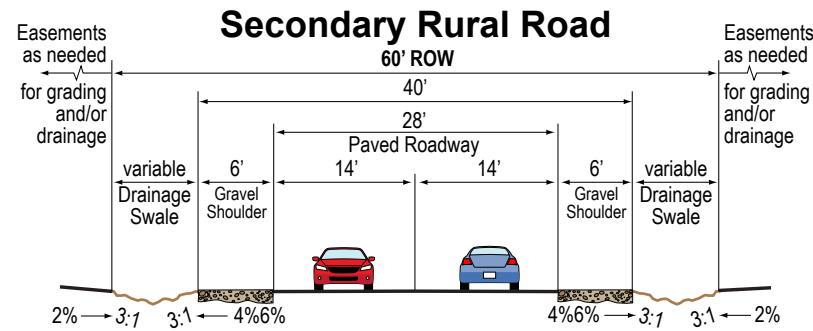 Secondary Rural Road
Easements
as needed
for grading
and/or
drainage
60’ ROW
Easements
as needed
for grading
and/or
drainage
40’
28’
Paved Roadway
variable
Drainage
Swale
6’
Gravel
Shoulder
14’
14’
6’
Gravel
Shoulder
variable
Drainage
Swale
2%
3:1
3:1
4%6%
6%4%
3:1
3:1
2%